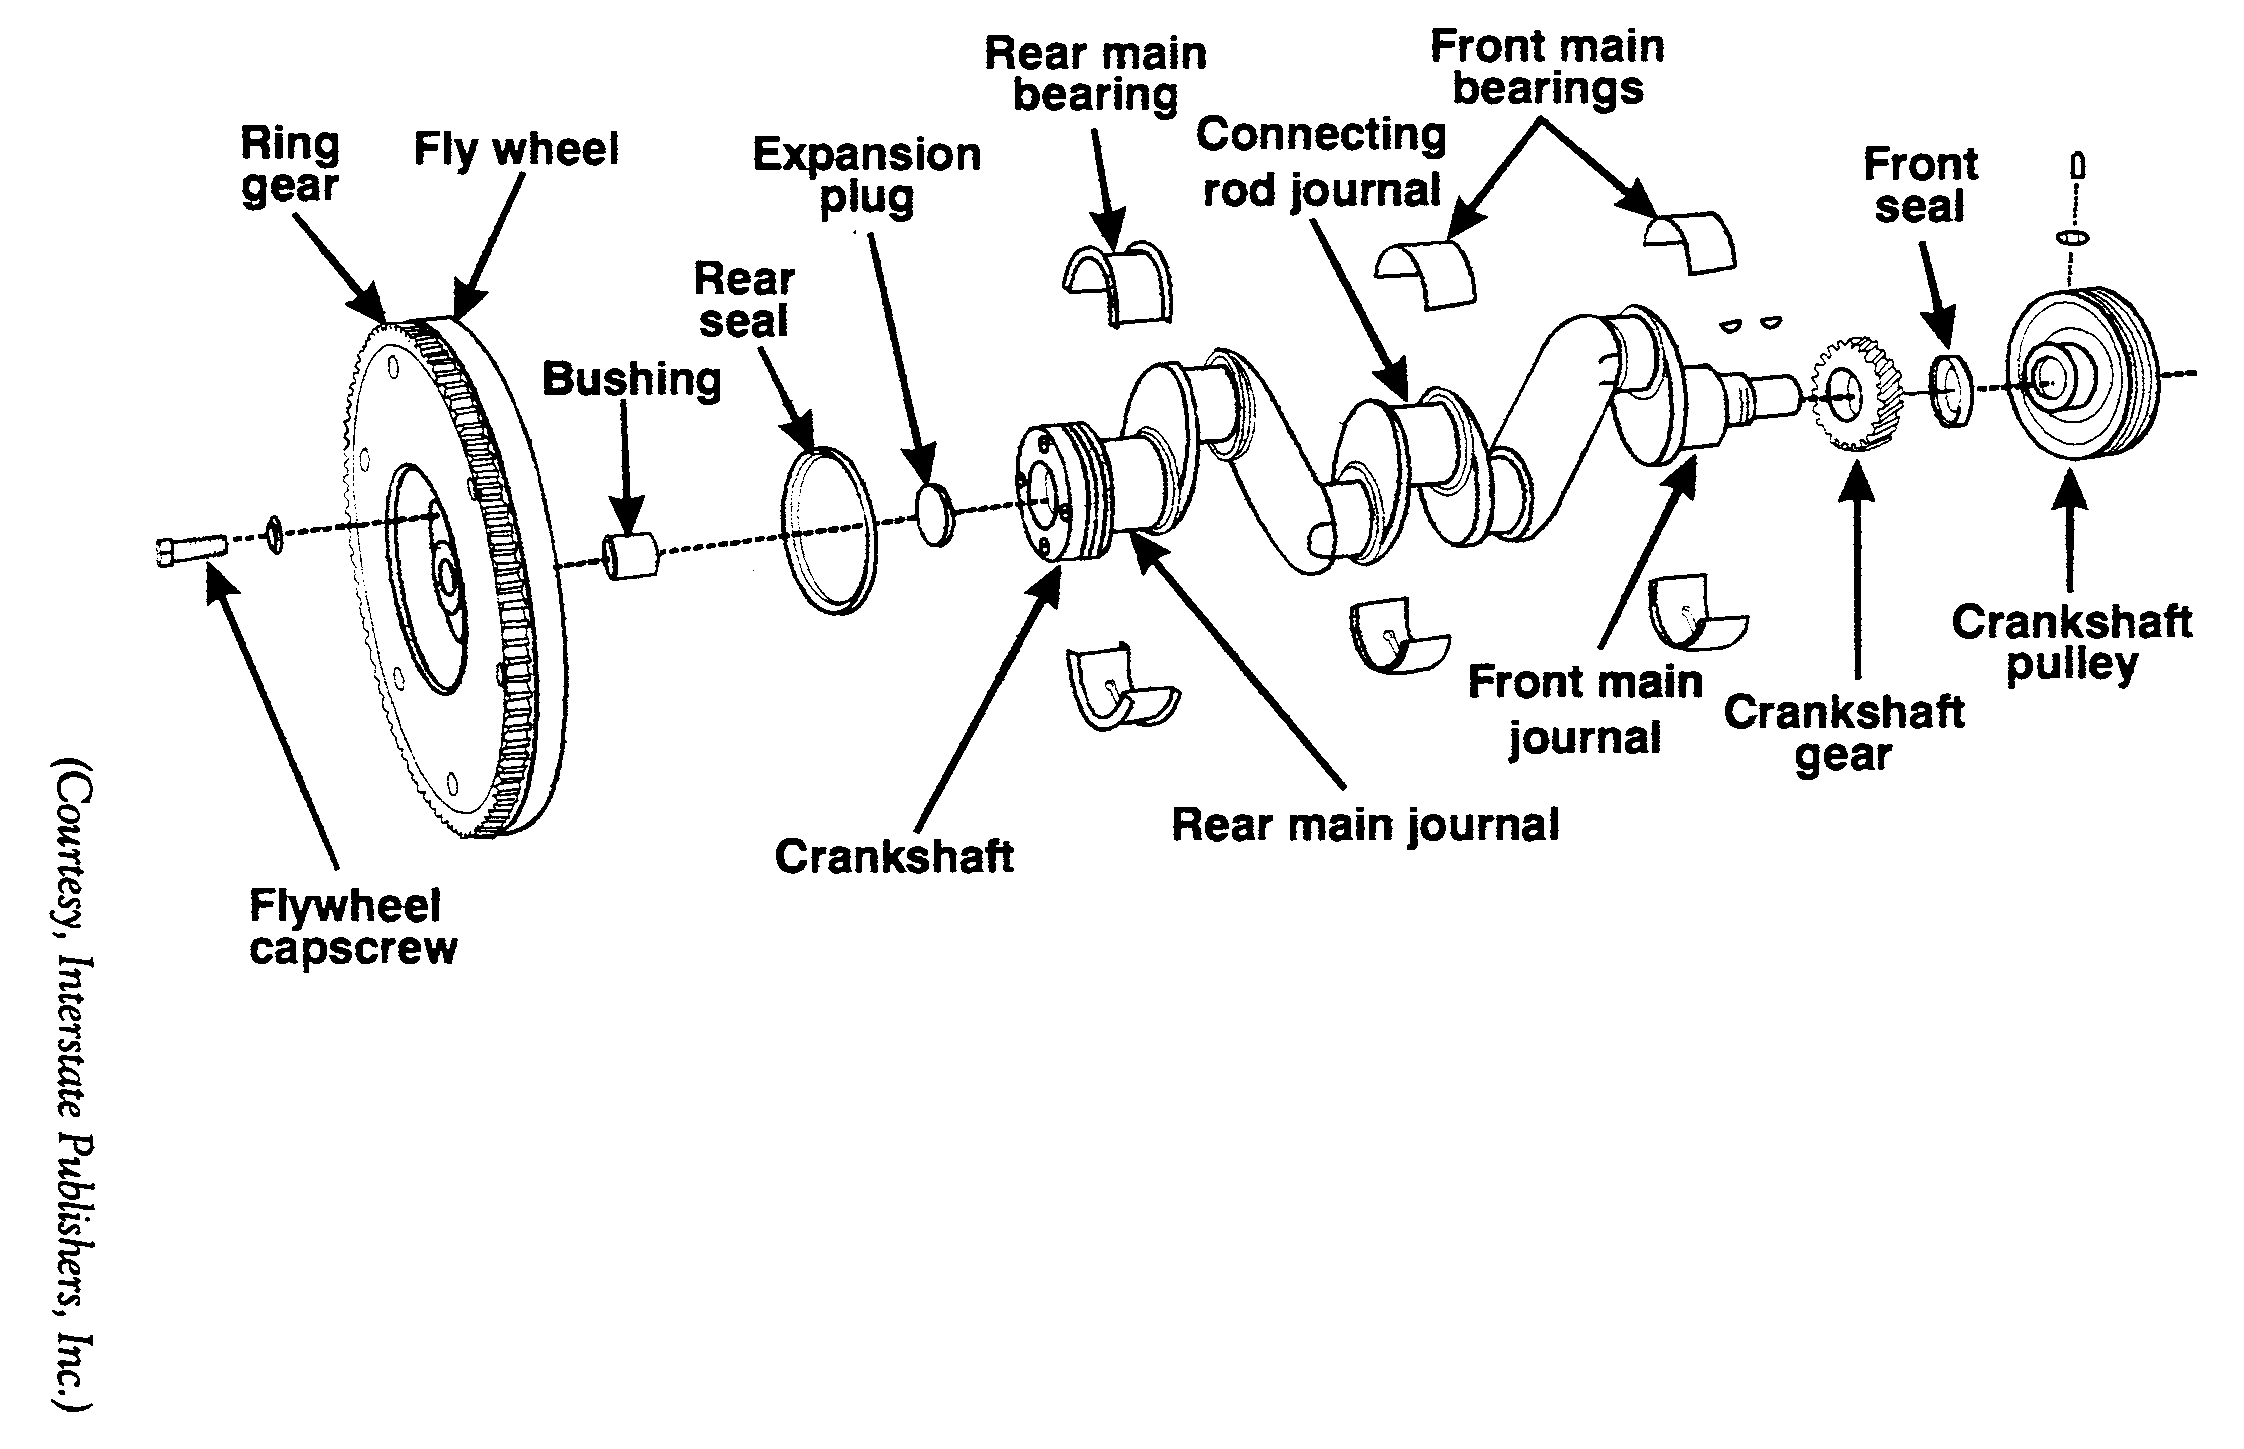 Rear main
bearing
Front main
bearings
Ring
gear
Fly wheel
Expansion
plug
Connecting
rod journal
Front
seal
Rear
seal
Bushing
Crankshaft
pulley
Front main
journal
Crankshaft
gear
Rear main journal
Crankshaft
Flywheel
capscrew
(Courtesy, Interstate Publishers, Inc.)